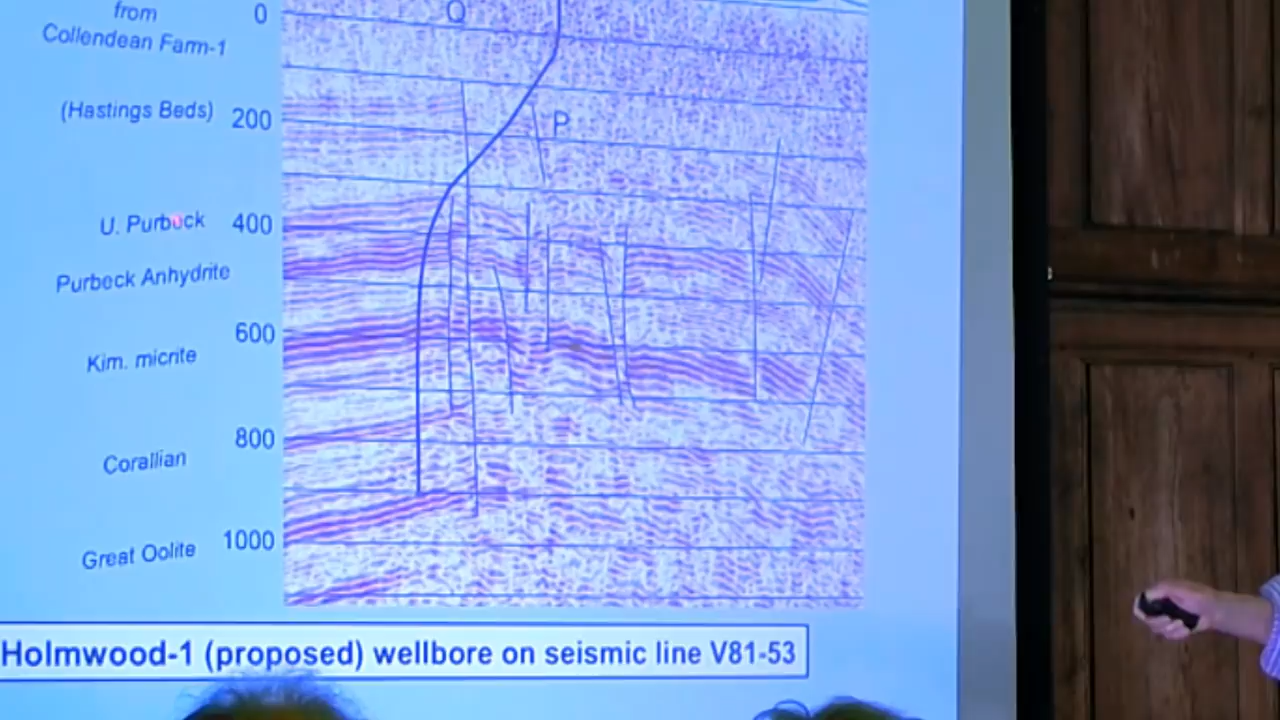 from
Collendean Farm-1
0
Q
(Hastings Beds)
200
P
U. Purbeck
400
Purbeck Anhydrite
600
Kim. micrite
800
Corallian
1000
Great Oolite
Holmwood-1 (proposed) wellbore on seismic line V81-53